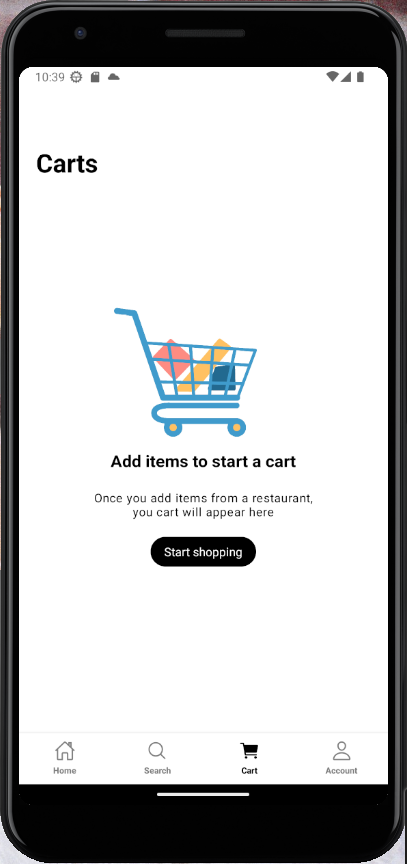 10:39
Carts
Add items to start a cart
Once you add items from a restaurant,
you cart will appear here
Start shopping
Home
Search
Cart
Account